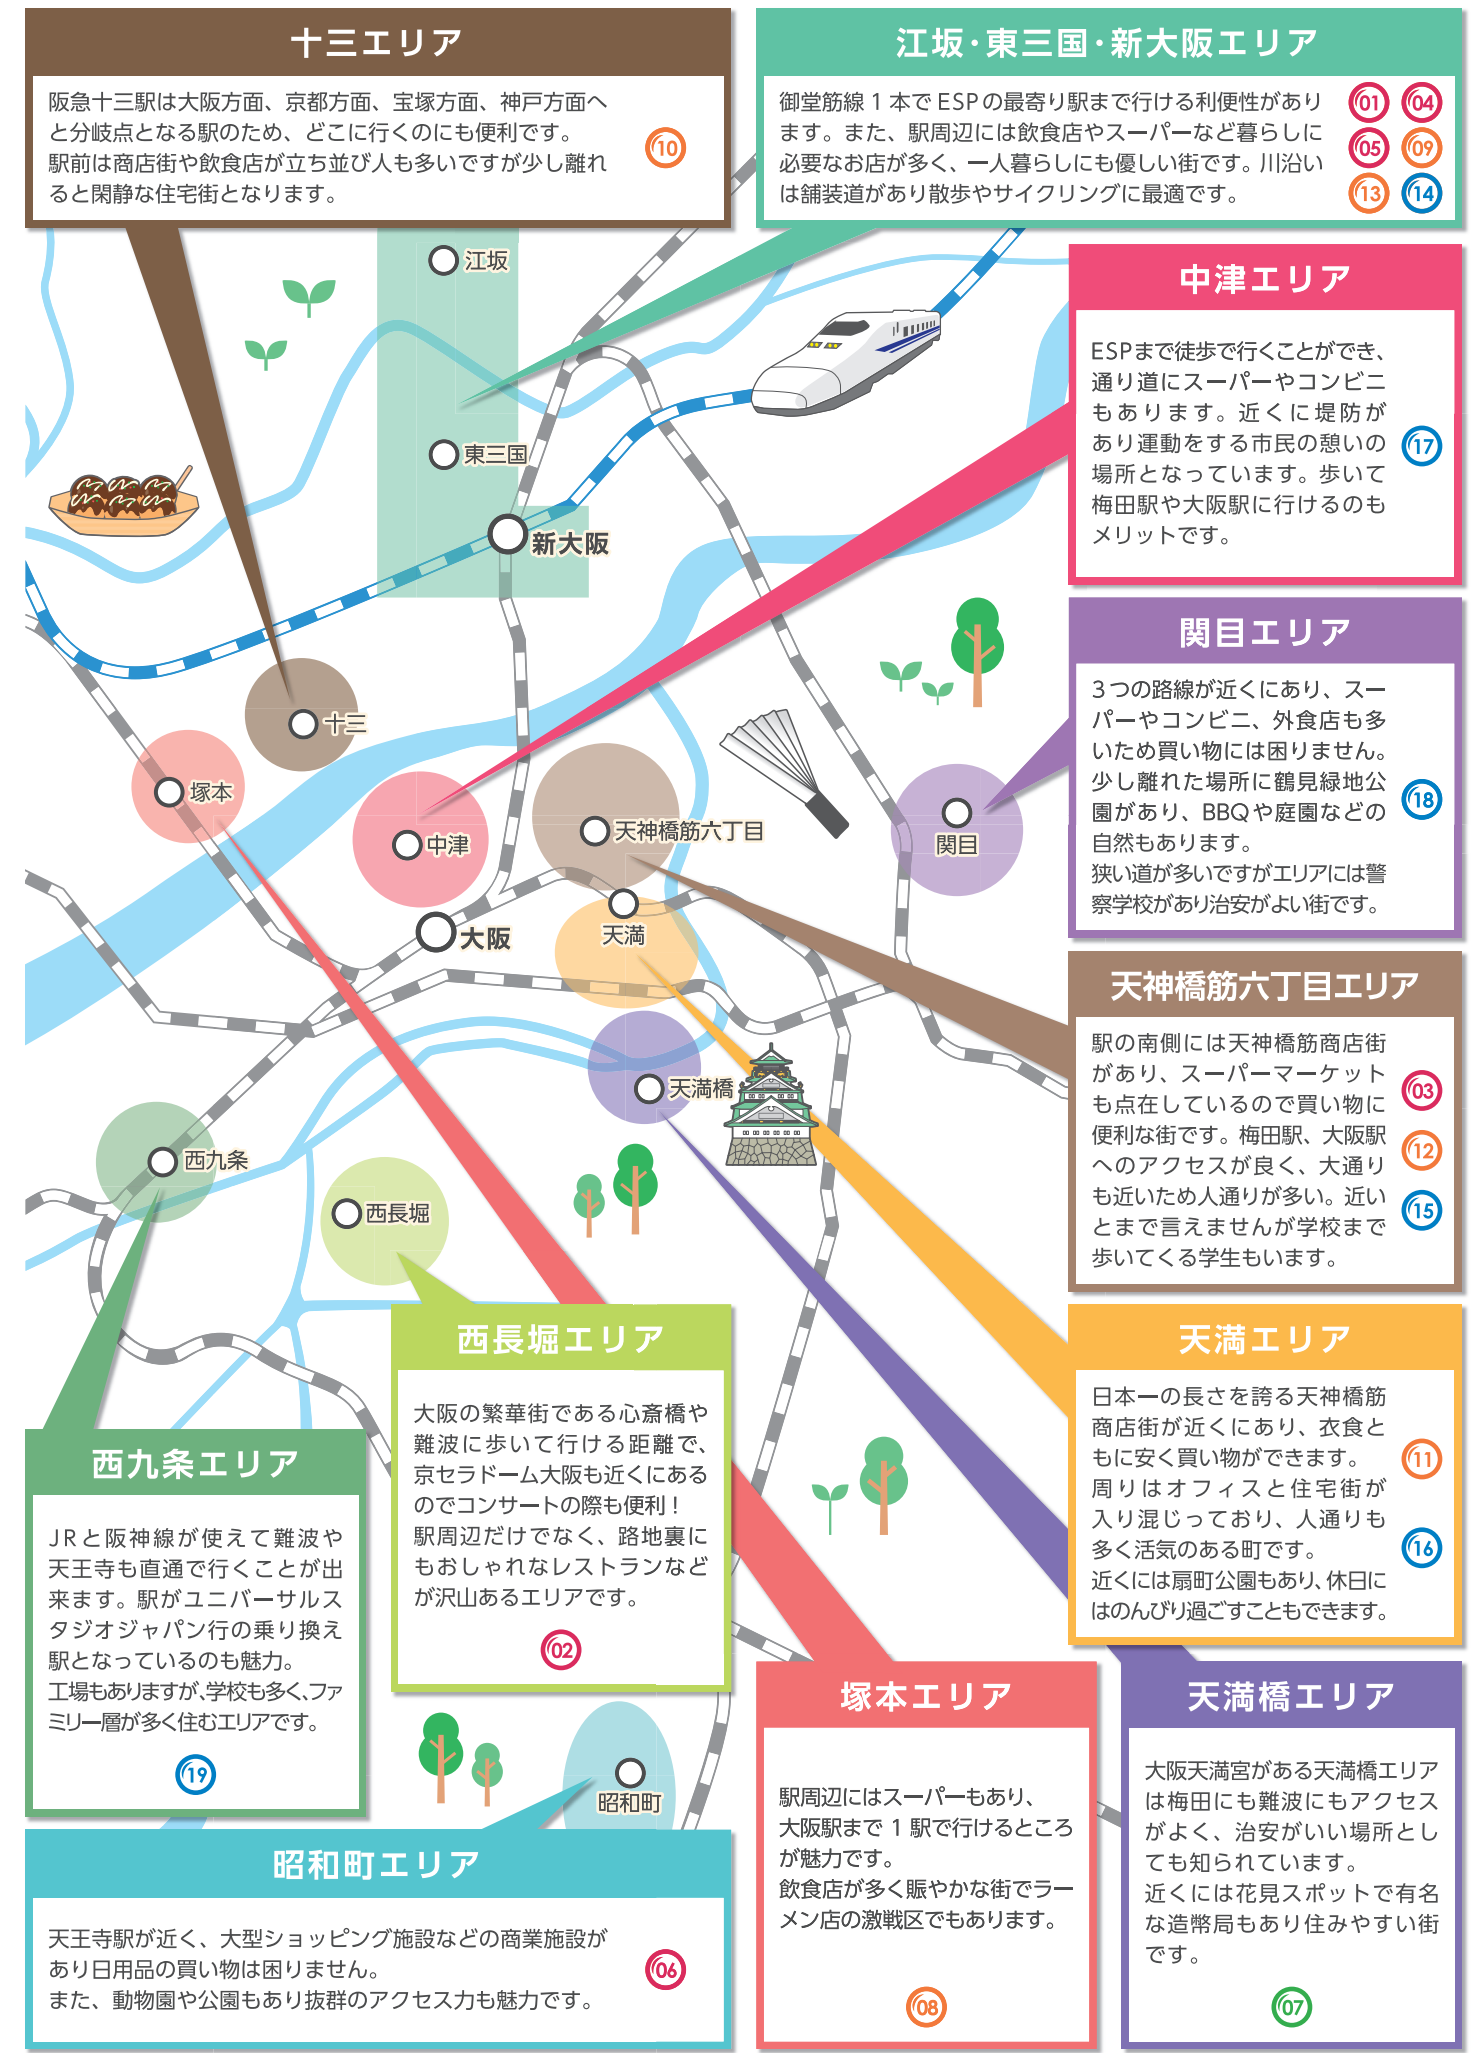 十三エリア
阪急十三駅は大阪方面、京都方面、宝塚方面、神戸方面へ
と分岐点となる駅のため、どこに行くのにも便利です。
駅前は商店街や飲食店が立ち並び人も多いですが少し離れ
ると閑静な住宅街となります。
10
江坂・東三国・新大阪エリア
御堂筋線1本でESPの最寄り駅まで行ける利便性があり
ます。また、駅周辺には飲食店やスーパーなど暮らしに
必要なお店が多く、一人暮らしにも優しい街です。川沿い
は舗装道があり散歩やサイクリングに最適です。
01 04
05 09
13 14
江坂
東三国
新大阪
十三
塚本
中津
天神橋筋六丁目
関目
大阪
天満
天満橋
西九条
西長堀
昭和町
中津エリア
ESPまで徒歩で行くことができ、
通り道にスーパーやコンビニ
もあります。近くに堤防が
あり運動をする市民の憩いの
場所となっています。歩いて
梅田駅や大阪駅に行けるのも
メリットです。
17
関目エリア
3つの路線が近くにあり、スー
パーやコンビニ、外食店も多
いため買い物には困りません。
少し離れた場所に鶴見緑地公
園があり、BBQや庭園などの
自然もあります。
狭い道が多いですがエリアには警
察学校があり治安がよい街です。
18
天神橋筋六丁目エリア
駅の南側には天神橋筋商店街
があり、スーパーマーケット
も点在しているので買い物に
便利な街です。梅田駅、大阪駅
へのアクセスが良く、大通り
も近いため人通りが多い。近い
とまで言えませんが学校まで
歩いてくる学生もいます。
03
12
15
天満エリア
日本一の長さを誇る天神橋筋
商店街が近くにあり、衣食と
もに安く買い物ができます。
周りはオフィスと住宅街が
入り混じっており、人通りも
多く活気のある町です。
近くには扇町公園もあり、休日に
はのんびり過ごすこともできます。
11
16
西長堀エリア
大阪の繁華街である心斎橋や
難波に歩いて行ける距離で、
京セラドーム大阪も近くにある
のでコンサートの際も便利！
駅周辺だけでなく、路地裏に
もおしゃれなレストランなど
が沢山あるエリアです。
02
西九条エリア
JRと阪神線が使えて難波や
天王寺も直通で行くことが出
来ます。駅がユニバーサルス
タジオジャパン行の乗り換え
駅となっているのも魅力。
工場もありますが、学校も多く、ファ
ミリー層が多く住むエリアです。
19
塚本エリア
駅周辺にはスーパーもあり、
大阪駅まで1駅で行けるところ
が魅力です。
飲食店が多く賑やかな街でラー
メン店の激戦区でもあります。
08
天満橋エリア
大阪天満宮がある天満橋エリア
は梅田にも難波にもアクセス
がよく、治安がいい場所とし
ても知られています。
近くには花見スポットで有名
な造幣局もあり住みやすい街
です。
07
昭和町エリア
天王寺駅が近く、大型ショッピング施設などの商業施設が
あり日用品の買い物は困りません。
また、動物園や公園もあり抜群のアクセス力も魅力です。
06